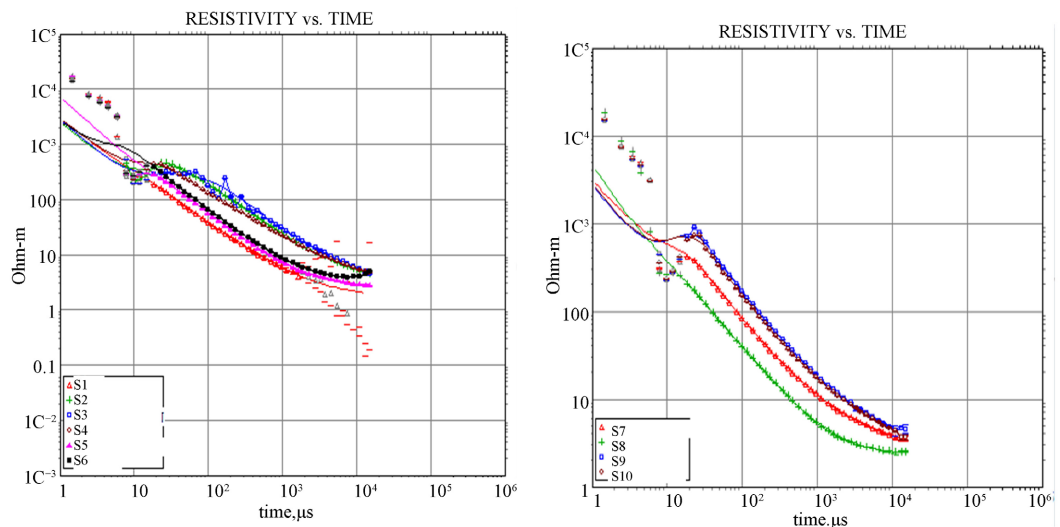 RESISTIVITY vs. TIME
1C⁵
1C⁴
1C³
100
10
1
0.1
1C⁻²
1C⁻³
Ohm-m
S1
S2
S3
S4
S5
S6
1 10 10² 10³ 10⁴ 10⁵ 10⁶
time,μs
RESISTIVITY vs. TIME
1C⁵
1C⁴
1C³
100
10
1
Ohm-m
S7
S8
S9
S10
1 10 10² 10³ 10⁴ 10⁵ 10⁶
time.μs